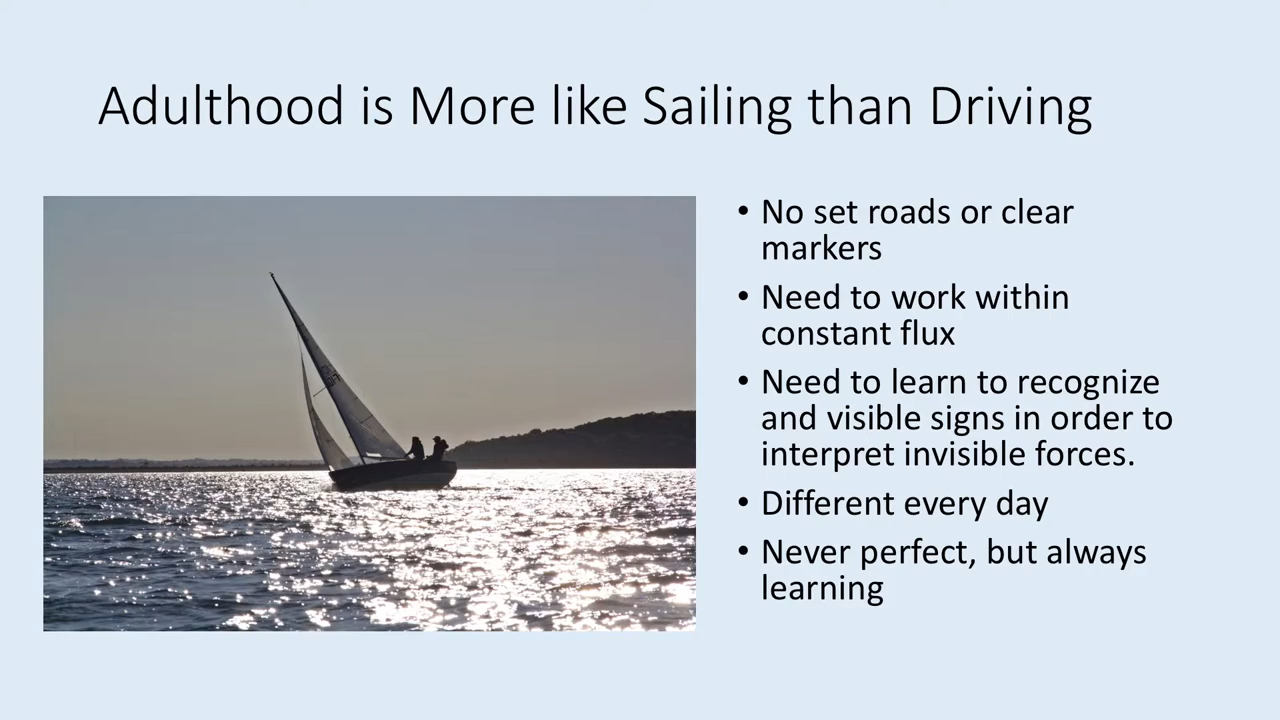 Adulthood is More like Sailing than Driving
• No set roads or clear
markers
• Need to work within
constant flux
• Need to learn to recognize
and visible signs in order to
interpret invisible forces.
• Different every day
• Never perfect, but always
learning